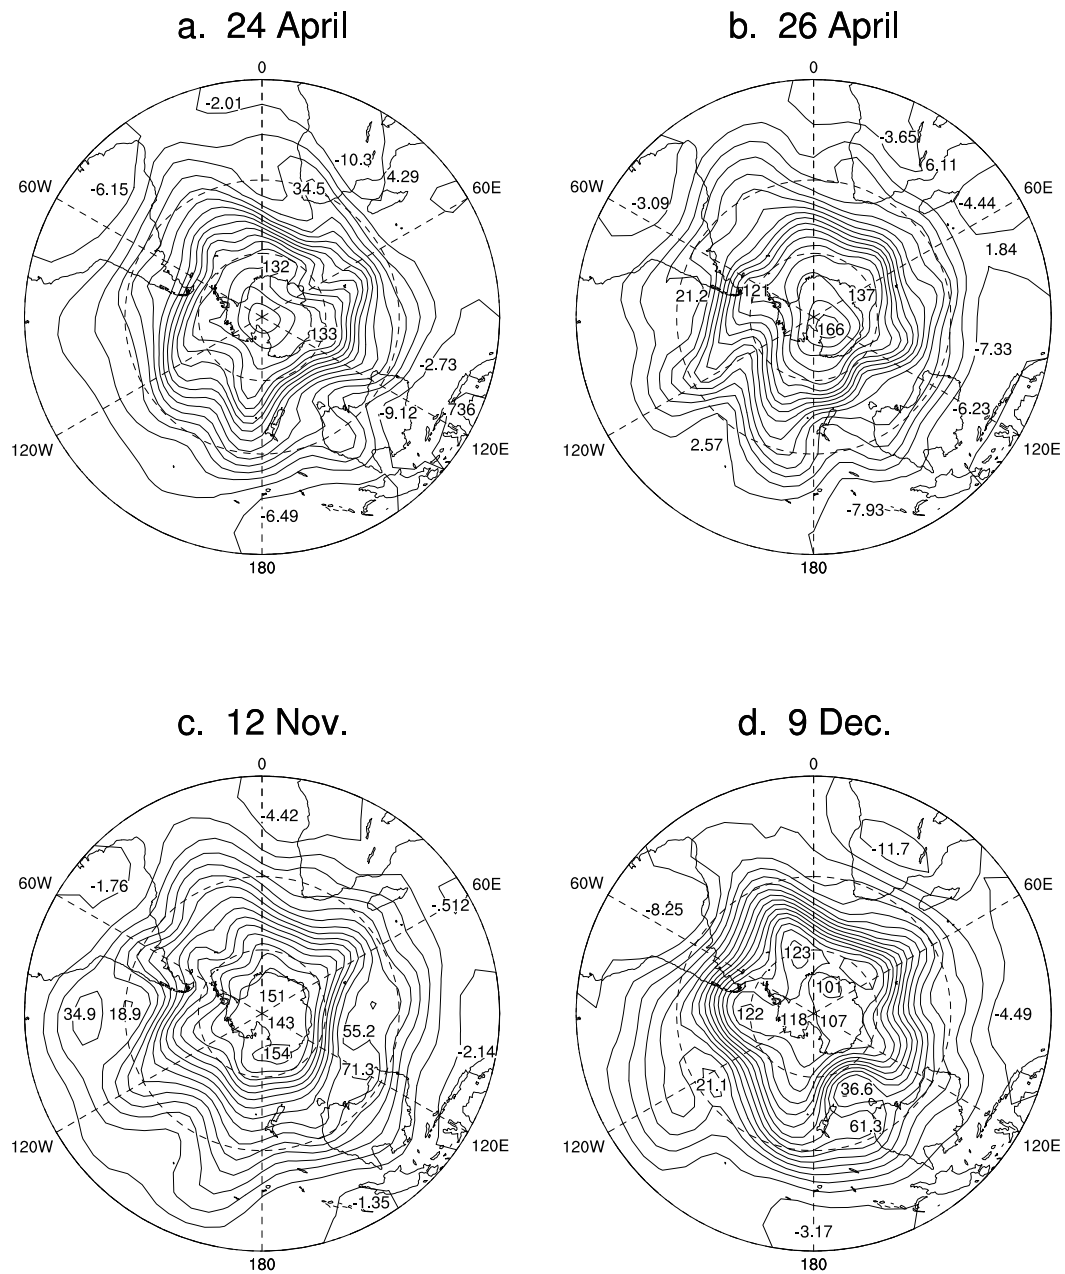 a. 24 April
b. 26 April
0
0
-2.01
-3.65
-10.3
6.11
4.29
60W
-6.15
34.5
60E
60W
-3.09
-4.44
60E
1.84
132
21.2
121
137
133
166
-2.73
-7.33
-9.12
.736
-6.23
120W
120E
120W
2.57
120E
-6.49
-7.93
180
180
c. 12 Nov.
d. 9 Dec.
0
0
-4.42
-11.7
60W
-1.76
60E
-.512
60W
-8.25
60E
123
151
101
34.9
18.9
143
55.2
122
118
107
-4.49
154
71.3
-2.14
21.1
36.6
61.3
120W
120E
120W
120E
-1.35
-3.17
180
180